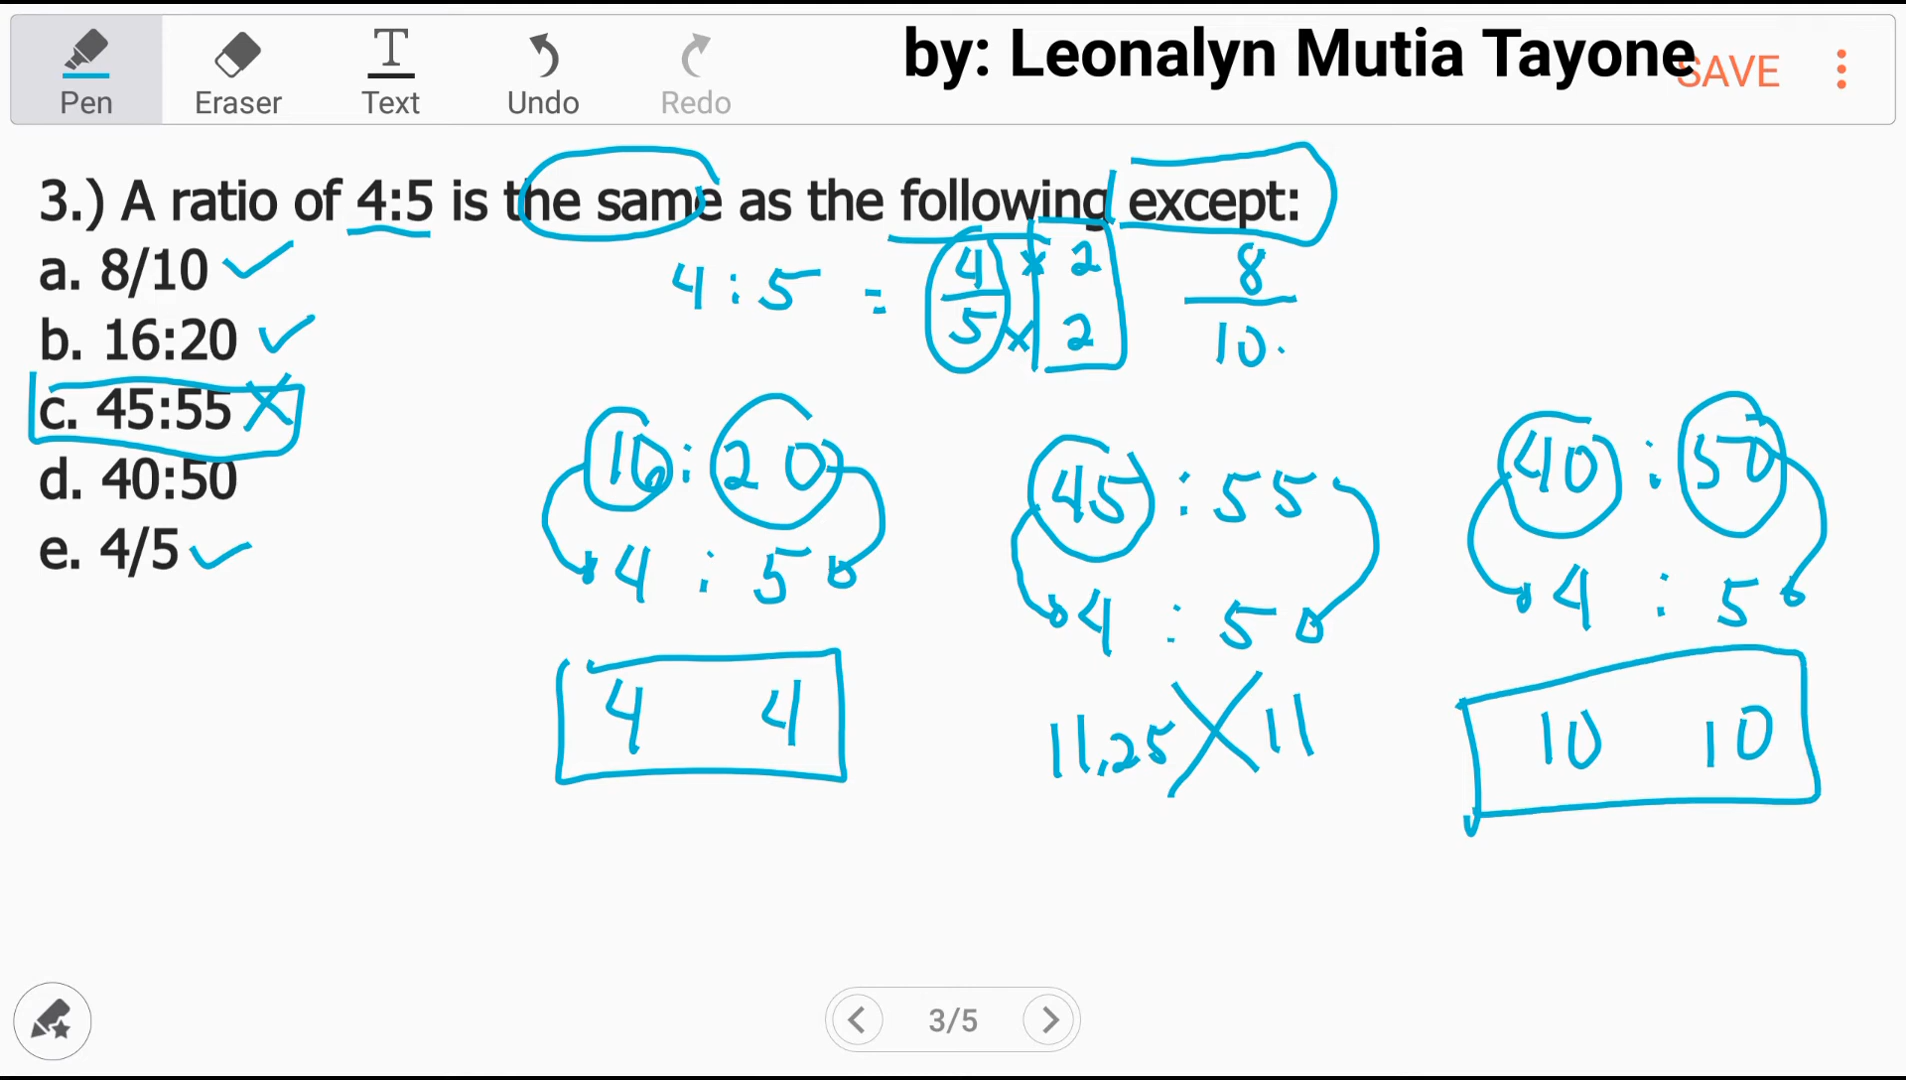 by: Leonalyn Mutia Tayone
Pen
Eraser
T
Text
Undo
Redo
SAVE
3.) A ratio of 4:5 is the same as the following except:
a. 8/10
b. 16:20
c. 45:55
d. 40:50
e. 4/5
4 : 5 = 4/5 × 2 × 2 8/10.
16 : 20
4 : 5
4 4
45 : 55
4 : 5
11.25 11
40 : 50
4 : 5
10 10
3/5